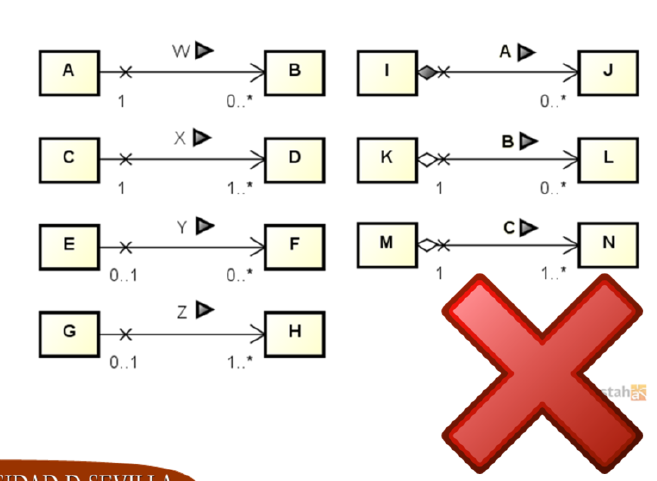 W
A
B
1
0..*
X
C
D
1
1..*
Y
E
F
0..1
0..*
Z
G
H
0..1
1..*
A
I
J
0..*
B
K
L
1
0..*
C
M
N
1
1..*
stah
SIDAD D SEVILLA